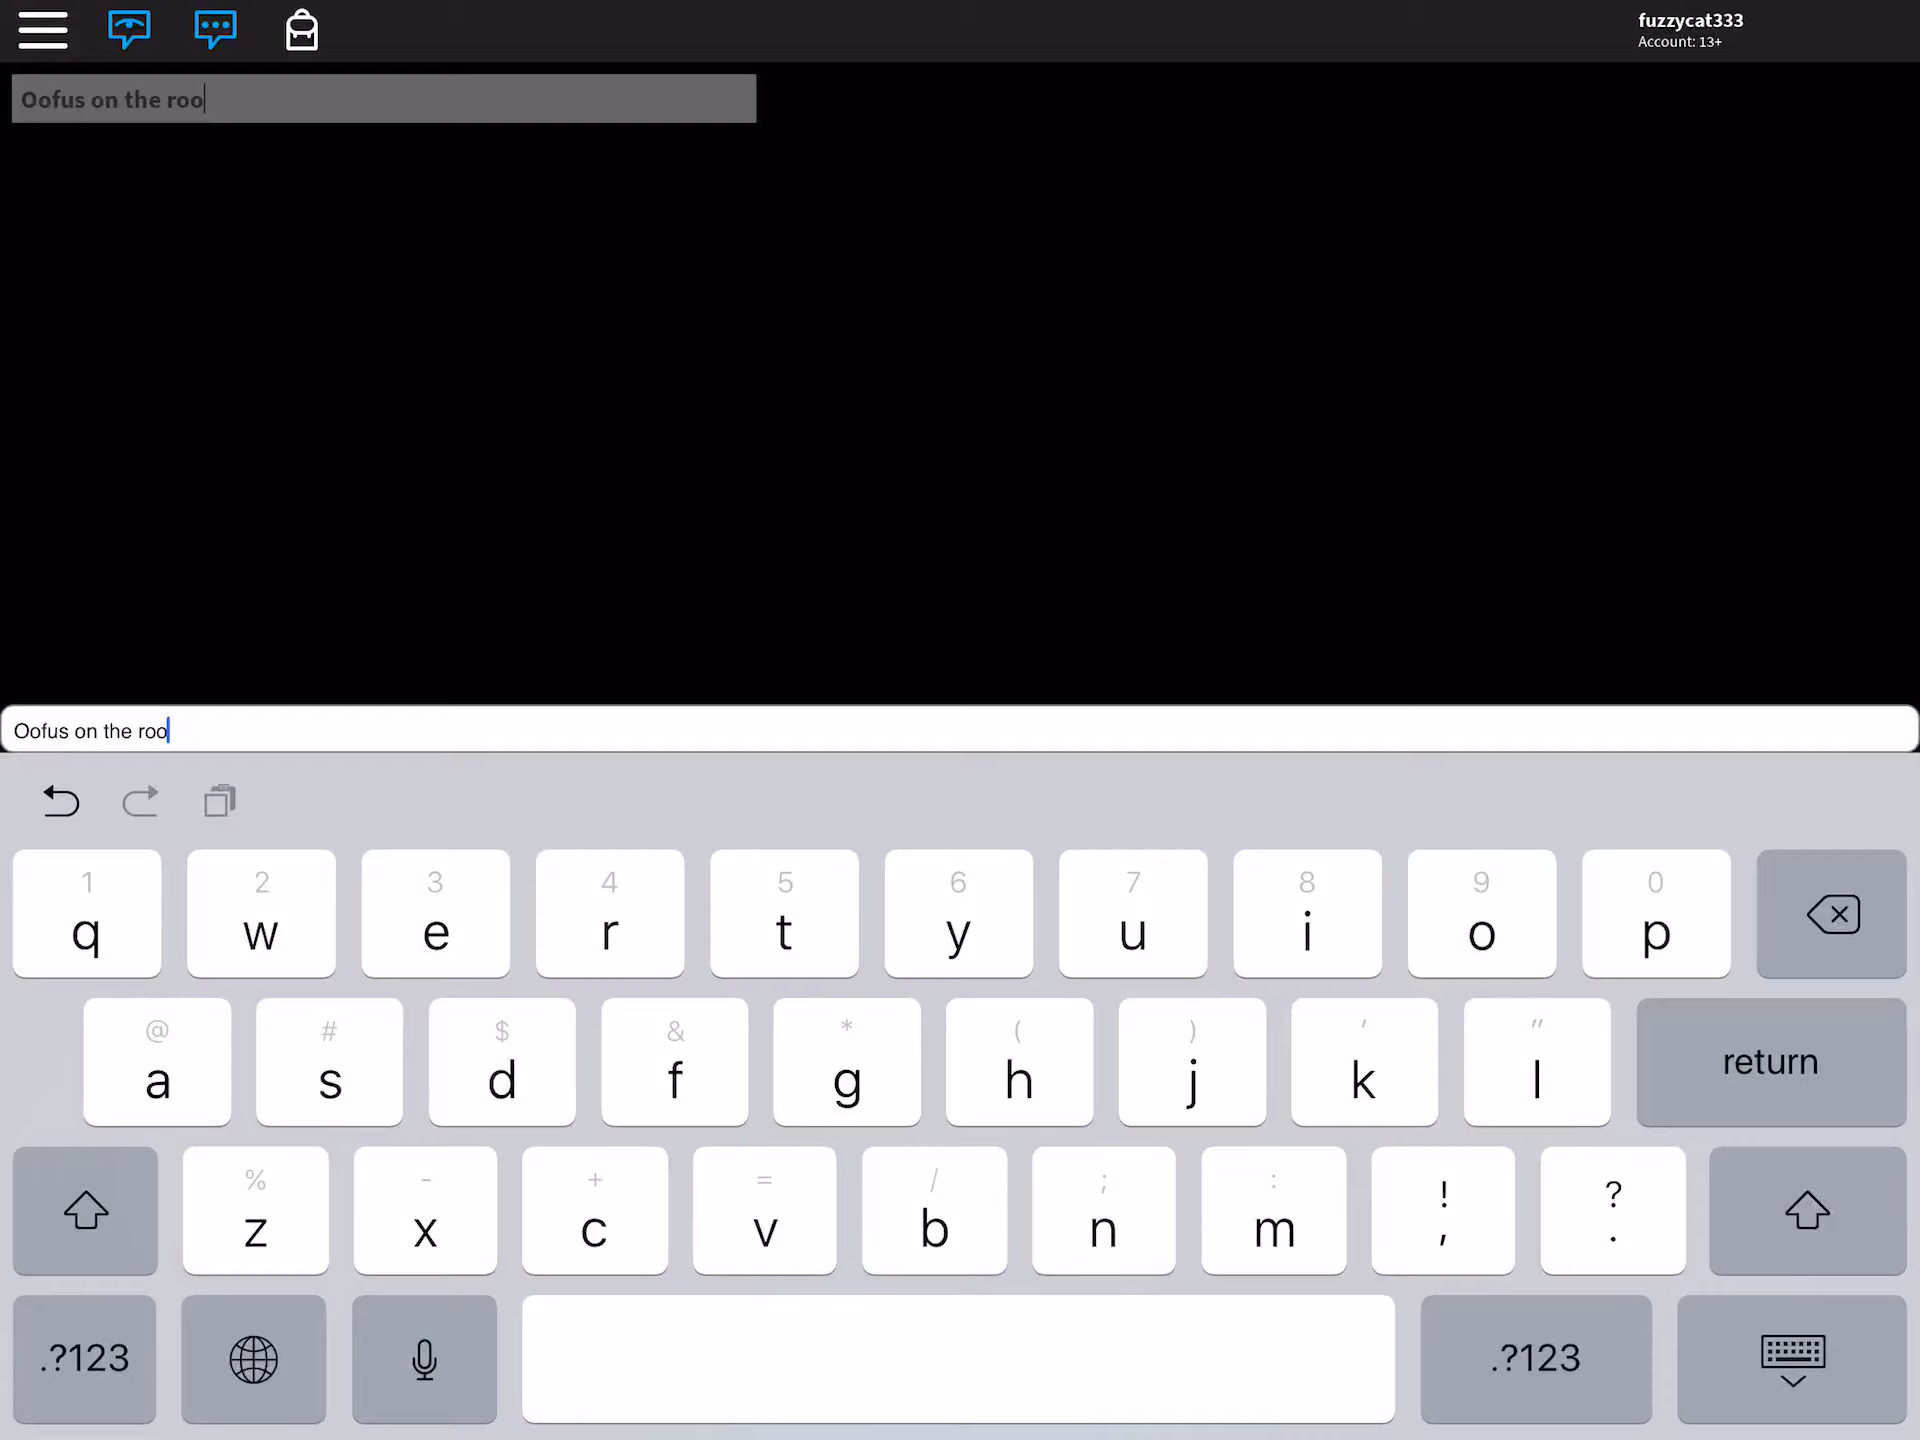 fuzzycat333
Account: 13+
Oofus on the roo
Oofus on the roo
1 2 3 4 5 6 7 8 9 0
q w e r t y u i o p
@ # $ & * ( ) ' "
a s d f g h j k l return
% - + = / ; : ! ?
z x c v b n m , .
.?123 .?123